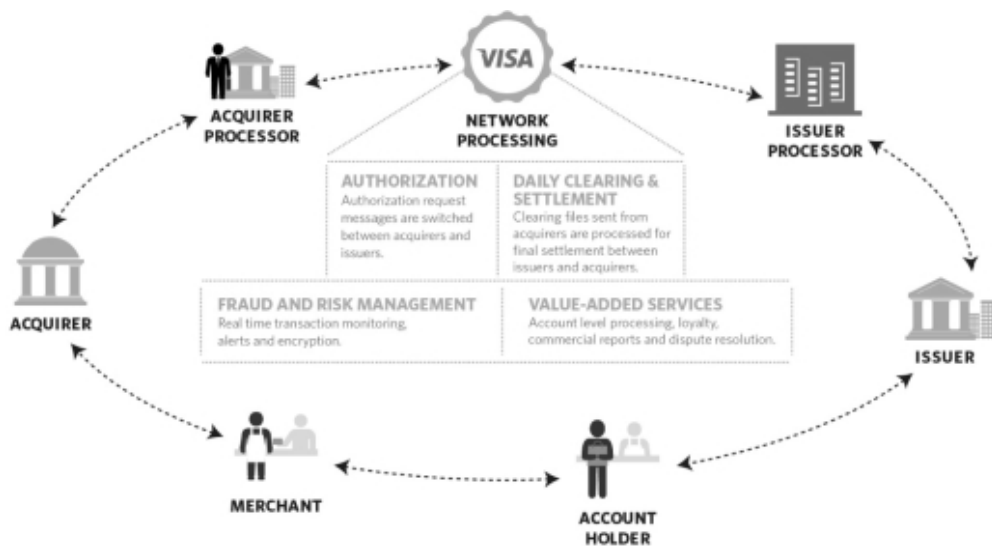 VISA
NETWORK
PROCESSING
ACQUIRER
PROCESSOR
ISSUER
PROCESSOR
AUTHORIZATION
Authorization request
messages are switched
between acquirers and
issuers.
DAILY CLEARING &
SETTLEMENT
Clearing files sent from
acquirers are processed for
final settlement between
issuers and acquirers.
ACQUIRER
FRAUD AND RISK MANAGEMENT
Real time transaction monitoring,
alerts and encryption.
VALUE-ADDED SERVICES
Account level processing, loyalty,
commercial reports and dispute resolution.
ISSUER
MERCHANT
ACCOUNT
HOLDER